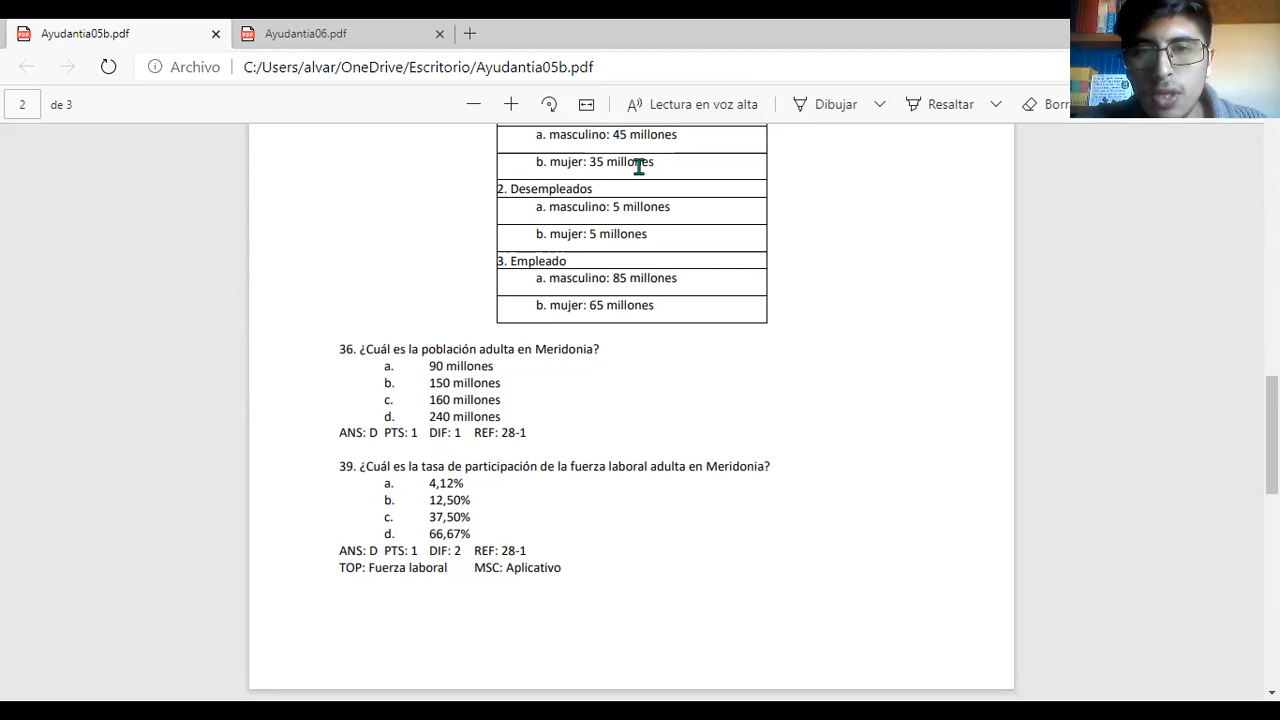 Ayudantia05b.pdf
Ayudantia06.pdf
Archivo
C:/Users/alvar/OneDrive/Escritorio/Ayudantia05b.pdf
2 de 3
Lectura en voz alta
Dibujar
Resaltar
Borr
a. masculino: 45 millones
b. mujer: 35 millones
2. Desempleados
a. masculino: 5 millones
b. mujer: 5 millones
3. Empleado
a. masculino: 85 millones
b. mujer: 65 millones
36. ¿Cuál es la población adulta en Meridonia?
a. 90 millones
b. 150 millones
c. 160 millones
d. 240 millones
ANS: D PTS: 1 DIF: 1 REF: 28-1
39. ¿Cuál es la tasa de participación de la fuerza laboral adulta en Meridonia?
a. 4,12%
b. 12,50%
c. 37,50%
d. 66,67%
ANS: D PTS: 1 DIF: 2 REF: 28-1
TOP: Fuerza laboral MSC: Aplicativo